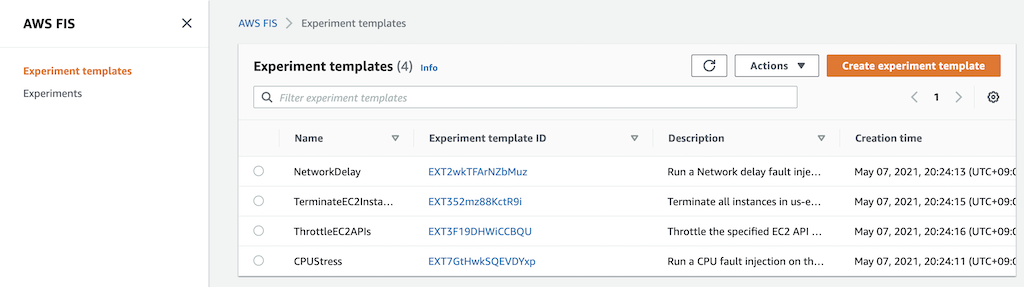 AWS FIS
Experiment templates
Experiments
AWS FIS > Experiment templates
Experiment templates (4) Info
Actions
Create experiment template
Filter experiment templates
1
Name Experiment template ID Description Creation time
NetworkDelay EXT2wkTFArNZbMuz Run a Network delay fault inje... May 07, 2021, 20:24:13 (UTC+09:0
TerminateEC2Insta... EXT352mz88KctR9i Terminate all instances in us-e... May 07, 2021, 20:24:15 (UTC+09:0
ThrottleEC2APIs EXT3F19DHWiCCBQU Throttle the specified EC2 API ... May 07, 2021, 20:24:16 (UTC+09:0
CPUStress EXT7GtHwkSQEVDYxp Run a CPU fault injection on th... May 07, 2021, 20:24:11 (UTC+09:0